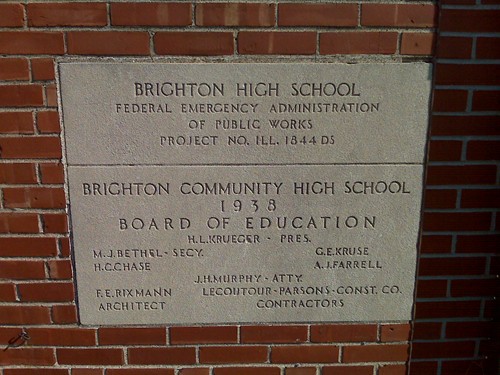 BRIGHTON HIGH SCHOOL
FEDERAL EMERGENCY ADMINISTRATION
OF PUBLIC WORKS
PROJECT NO. ILL. 1844 DS
BRIGHTON COMMUNITY HIGH SCHOOL
1938
BOARD OF EDUCATION
H.L.KRUEGER - PRES.
M.J.BETHEL - SECY. G.E.KRUSE
H.C.CHASE A.J.FARRELL
J.H.MURPHY - ATTY.
F.E.RIXMANN LECOUTOUR-PARSONS-CONST. CO.
ARCHITECT CONTRACTORS